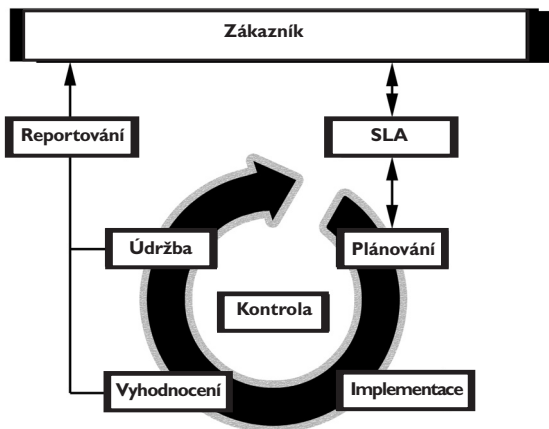 Zákazník
Reportování
SLA
Údržba
Plánování
Kontrola
Vyhodnocení
Implementace